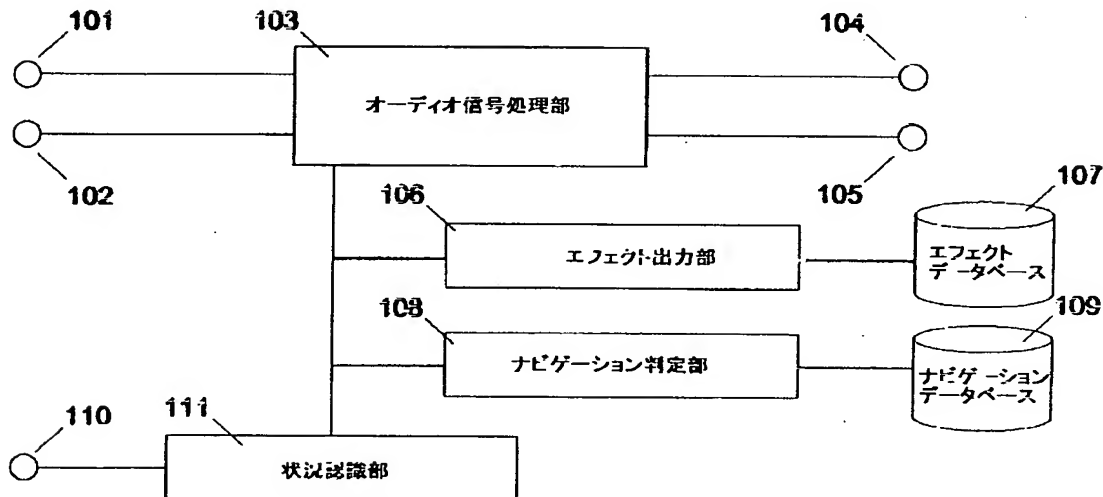 101
103
104
オーディオ信号処理部
102
105
107
106
エフェクト出力部
エフェクト
データベース
108
109
ナビゲーション判定部
ナビゲーション
データベース
110
111
状況認識部